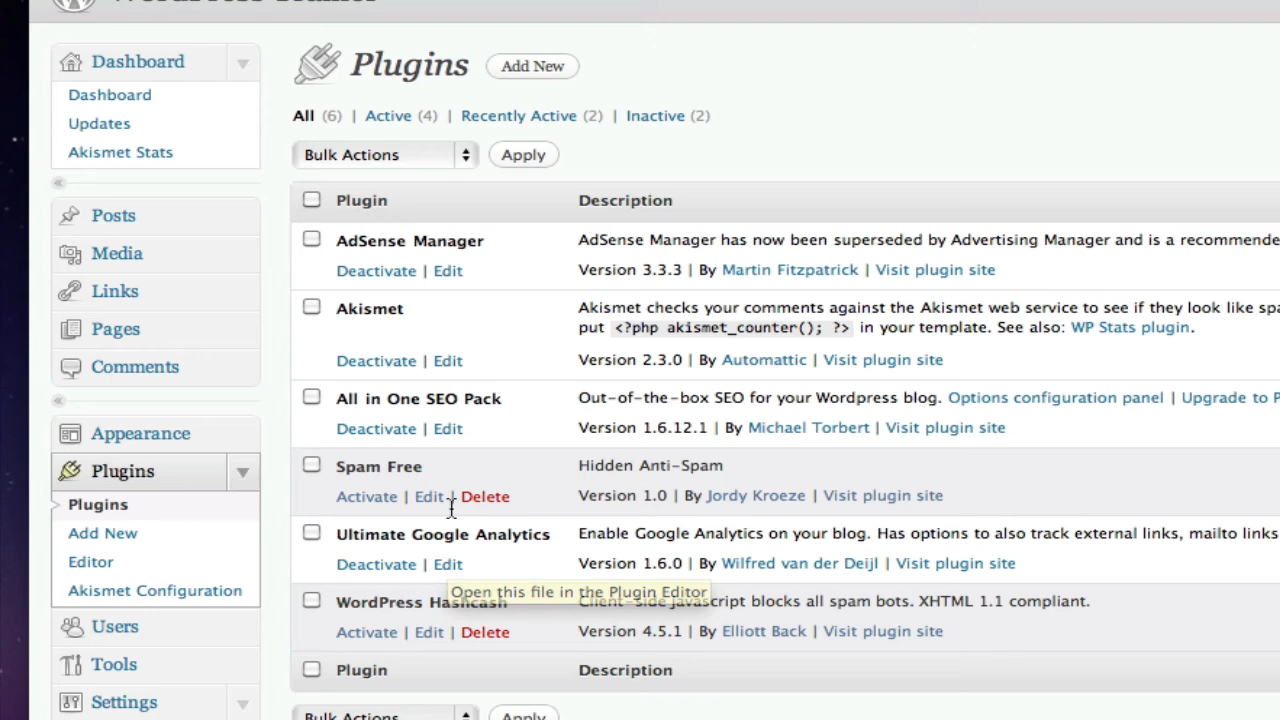 Dashboard
Dashboard
Updates
Akismet Stats
Posts
Media
Links
Pages
Comments
Appearance
Plugins
Plugins
Add New
Editor
Akismet Configuration
Users
Tools
Settings
Plugins Add New
All (6) | Active (4) | Recently Active (2) | Inactive (2)
Bulk Actions Apply
Plugin Description
AdSense Manager AdSense Manager has now been superseded by Advertising Manager and is a recommende
Deactivate | Edit Version 3.3.3 | By Martin Fitzpatrick | Visit plugin site
Akismet Akismet checks your comments against the Akismet web service to see if they look like spa
put <?php akismet_counter(); ?> in your template. See also: WP Stats plugin.
Deactivate | Edit Version 2.3.0 | By Automattic | Visit plugin site
All in One SEO Pack Out-of-the-box SEO for your Wordpress blog. Options configuration panel | Upgrade to P
Deactivate | Edit Version 1.6.12.1 | By Michael Torbert | Visit plugin site
Spam Free Hidden Anti-Spam
Activate | Edit | Delete Version 1.0 | By Jordy Kroeze | Visit plugin site
Ultimate Google Analytics Enable Google Analytics on your blog. Has options to also track external links, mailto links
Deactivate | Edit Version 1.6.0 | By Wilfred van der Deijl | Visit plugin site
Open this file in the Plugin Editor
WordPress Hashcash Client-side javascript blocks all spam bots. XHTML 1.1 compliant.
Activate | Edit | Delete Version 4.5.1 | By Elliott Back | Visit plugin site
Plugin Description
Bulk Actions Apply